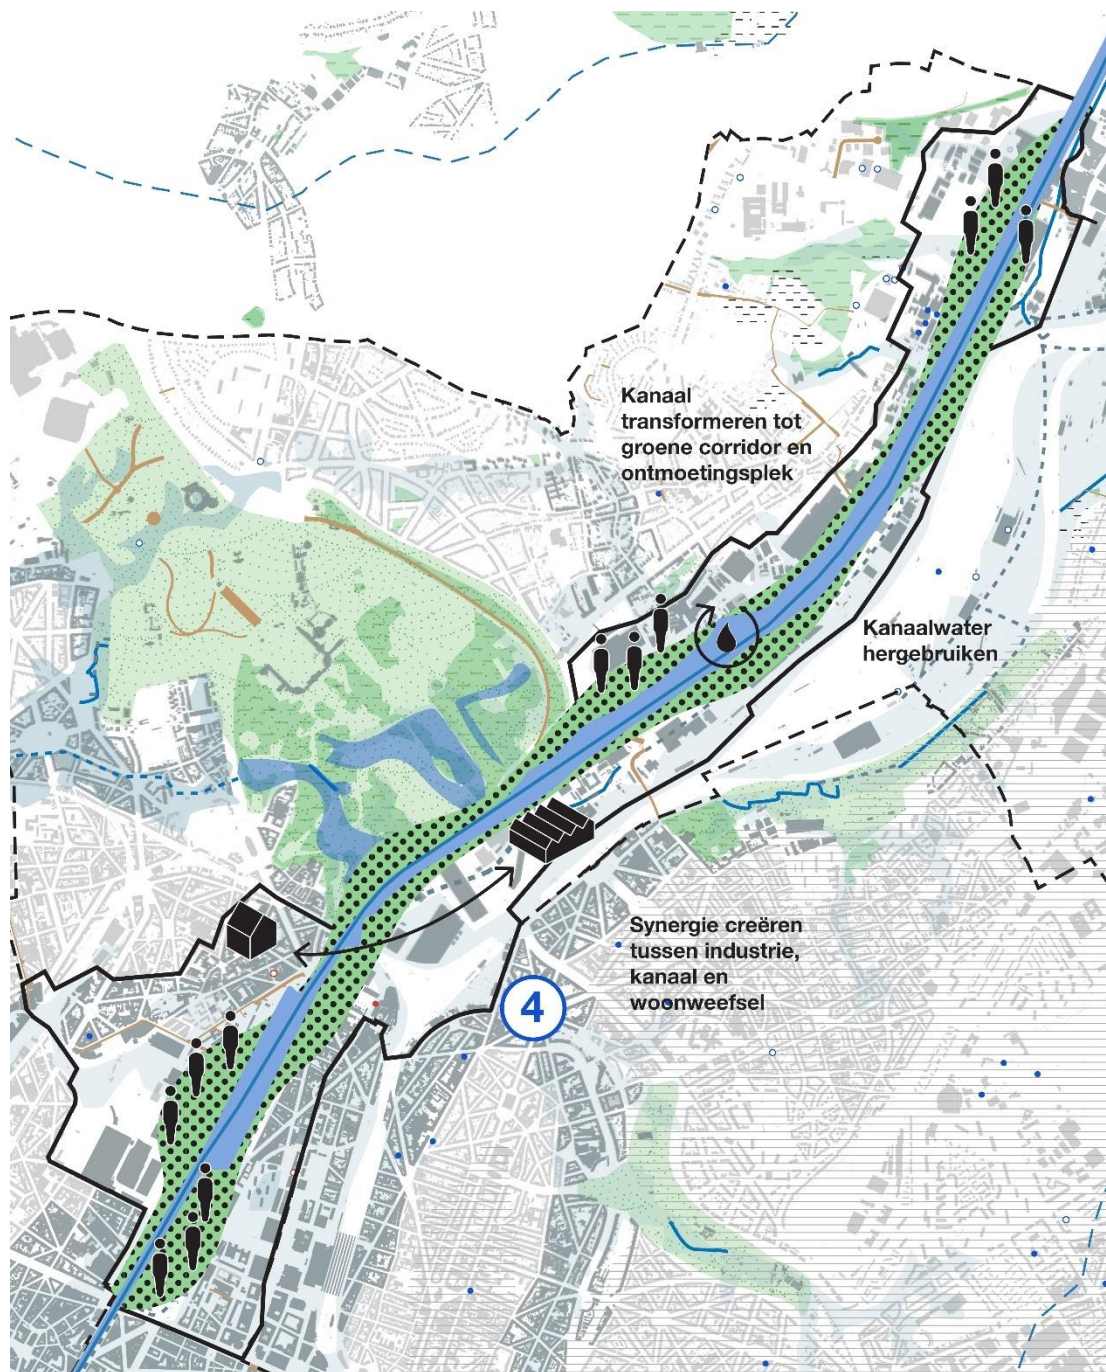 Kanaal
transformeren tot
groene corridor en
ontmoetingsplek
Kanaalwater
hergebruiken
Synergie creëren
tussen industrie,
kanaal en
woonweefsel
4